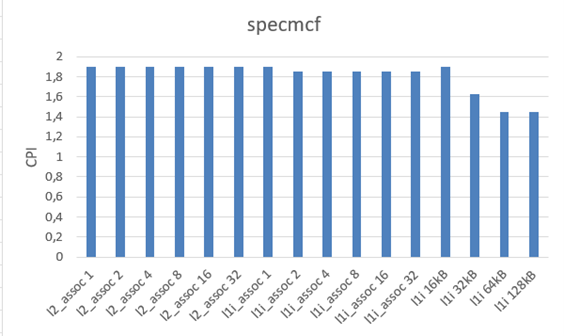 specmcf
2
1,8
1,6
1,4
1,2
1
0,8
0,6
0,4
0,2
0
CPI
l2_assoc 1
l2_assoc 2
l2_assoc 4
l2_assoc 8
l2_assoc 16
l2_assoc 32
l1i_assoc 1
l1i_assoc 2
l1i_assoc 4
l1i_assoc 8
l1i_assoc 16
l1i_assoc 32
l1i 16kB
l1i 32kB
l1i 64kB
l1i 128kB